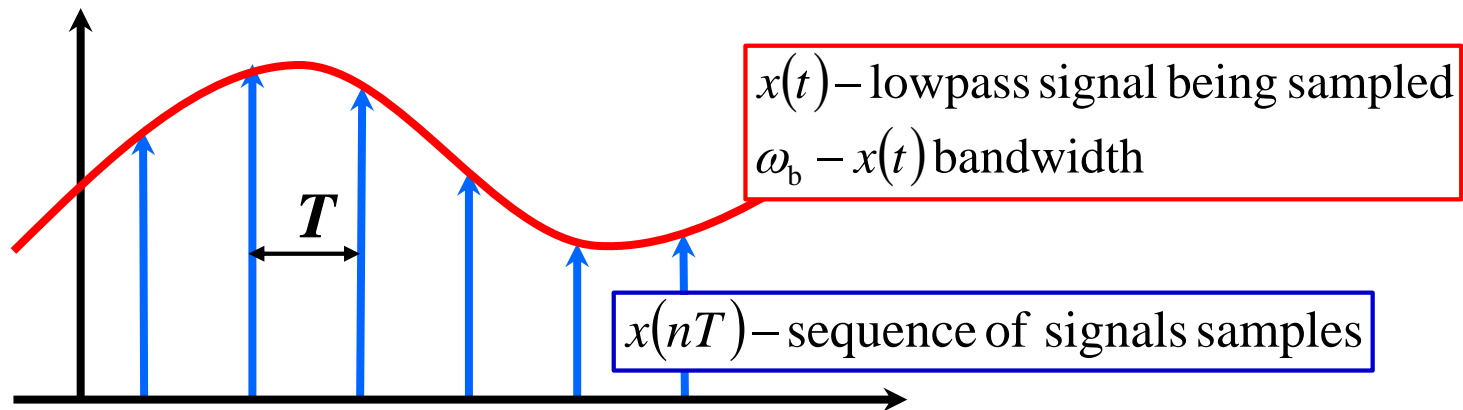 x(t) – lowpass signal being sampled
ω_b – x(t) bandwidth
T
x(nT) – sequence of signals samples